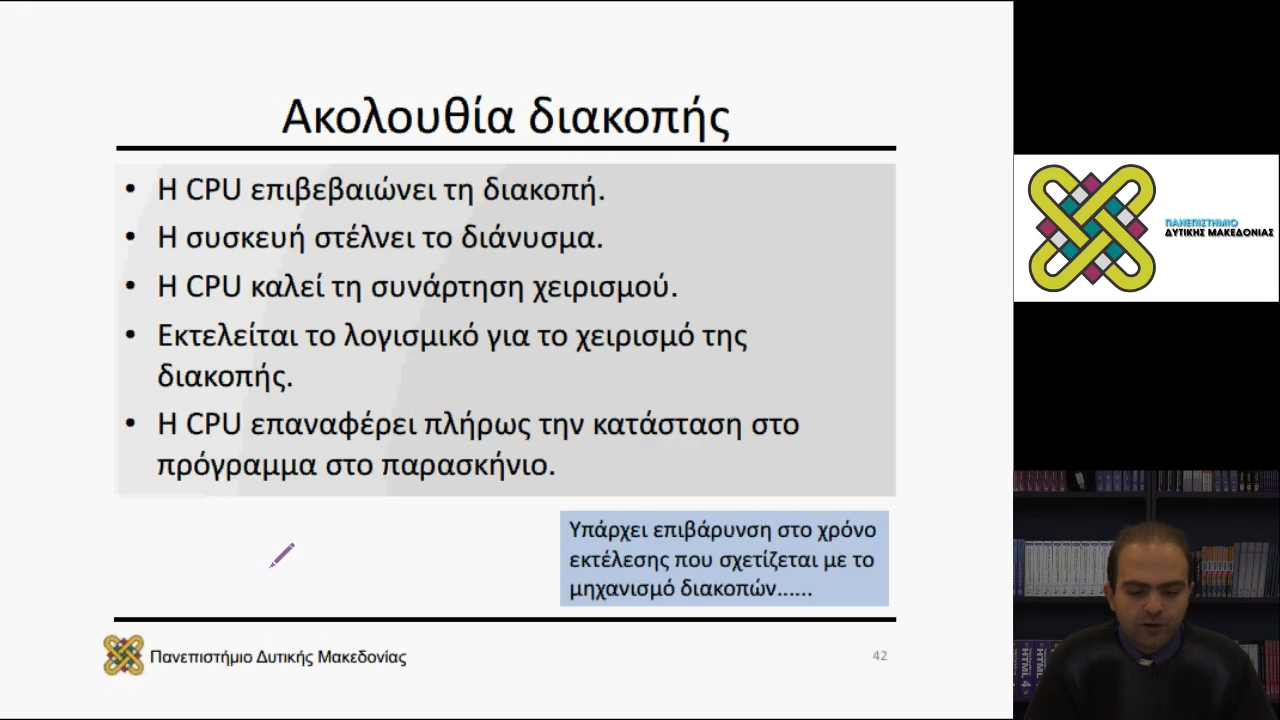 Ακολουθία διακοπής
• Η CPU επιβεβαιώνει τη διακοπή.
• Η συσκευή στέλνει το διάνυσμα.
• Η CPU καλεί τη συνάρτηση χειρισμού.
• Εκτελείται το λογισμικό για το χειρισμό της
διακοπής.
• Η CPU επαναφέρει πλήρως την κατάσταση στο
πρόγραμμα στο παρασκήνιο.
Υπάρχει επιβάρυνση στο χρόνο
εκτέλεσης που σχετίζεται με το
μηχανισμό διακοπών......
Πανεπιστήμιο Δυτικής Μακεδονίας
42
ΠΑΝΕΠΙΣΤΗΜΙΟ
ΔΥΤΙΚΗΣ ΜΑΚΕΔΟΝΙΑΣ
HTML 4